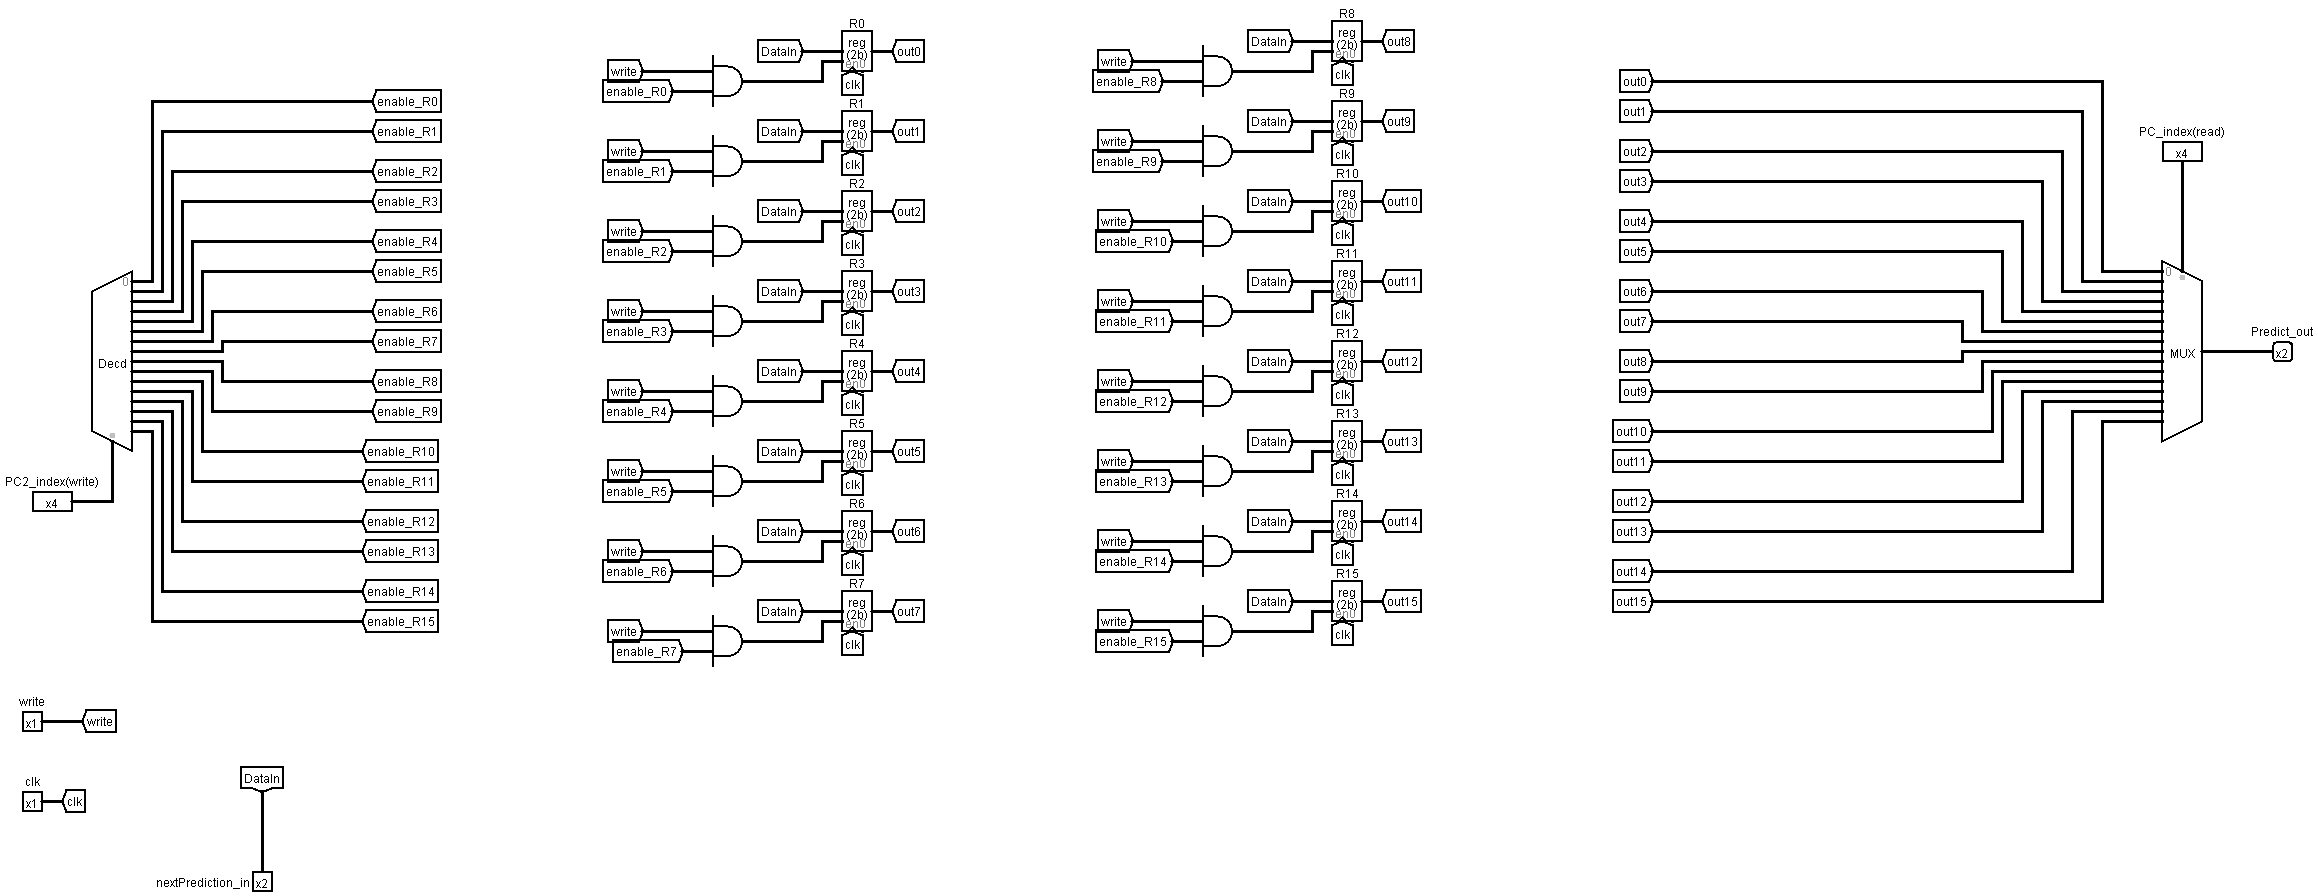 enable_R0
enable_R1
enable_R2
enable_R3
enable_R4
enable_R5
enable_R6
enable_R7
enable_R8
enable_R9
enable_R10
enable_R11
enable_R12
enable_R13
enable_R14
enable_R15
0
Decd
PC2_index(write)
x4
write
x1
write
clk
x1
clk
DataIn
nextPrediction_in
x2
R0
DataIn
reg
(2b)
en0
out0
write
enable_R0
clk
R1
DataIn
reg
(2b)
en0
out1
write
enable_R1
clk
R2
DataIn
reg
(2b)
en0
out2
write
enable_R2
clk
R3
DataIn
reg
(2b)
en0
out3
write
enable_R3
clk
R4
DataIn
reg
(2b)
en0
out4
write
enable_R4
clk
R5
DataIn
reg
(2b)
en0
out5
write
enable_R5
clk
R6
DataIn
reg
(2b)
en0
out6
write
enable_R6
clk
R7
DataIn
reg
(2b)
en0
out7
write
enable_R7
clk
R8
DataIn
reg
(2b)
en0
out8
write
enable_R8
clk
R9
DataIn
reg
(2b)
en0
out9
write
enable_R9
clk
R10
DataIn
reg
(2b)
en0
out10
write
enable_R10
clk
R11
DataIn
reg
(2b)
en0
out11
write
enable_R11
clk
R12
DataIn
reg
(2b)
en0
out12
write
enable_R12
clk
R13
DataIn
reg
(2b)
en0
out13
write
enable_R13
clk
R14
DataIn
reg
(2b)
en0
out14
write
enable_R14
clk
R15
DataIn
reg
(2b)
en0
out15
write
enable_R15
clk
out0
out1
out2
out3
out4
out5
out6
out7
out8
out9
out10
out11
out12
out13
out14
out15
PC_index(read)
x4
0
MUX
Predict_out
x2